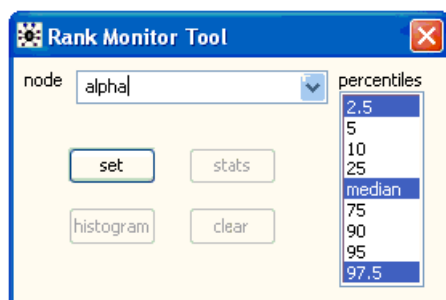 Rank Monitor Tool
node
alpha
percentiles
2.5
5
10
25
median
75
90
95
97.5
set
stats
histogram
clear